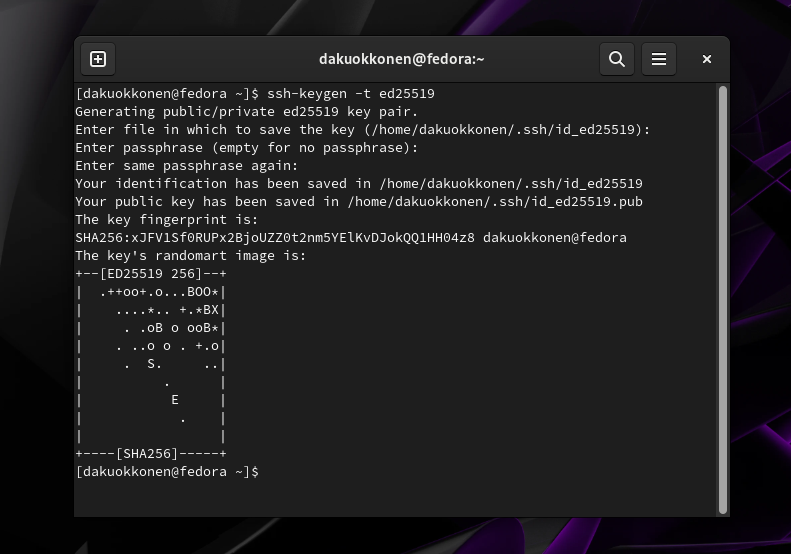 dakuokkonen@fedora:~
[dakuokkonen@fedora ~]$ ssh-keygen -t ed25519
Generating public/private ed25519 key pair.
Enter file in which to save the key (/home/dakuokkonen/.ssh/id_ed25519):
Enter passphrase (empty for no passphrase):
Enter same passphrase again:
Your identification has been saved in /home/dakuokkonen/.ssh/id_ed25519
Your public key has been saved in /home/dakuokkonen/.ssh/id_ed25519.pub
The key fingerprint is:
SHA256:xJFV1Sf0RUPx2BjoUZZ0t2nm5YElKvDJokQQ1HH04z8 dakuokkonen@fedora
The key's randomart image is:
+--[ED25519 256]--+
|  .++oo+.o...BOO*|
|    ....*.. +.*BX|
|     . .oB o ooB*|
|    . ..o o . +.o|
|     .  S.     ..|
|          .      |
|           E     |
|            .    |
|                 |
+----[SHA256]-----+
[dakuokkonen@fedora ~]$